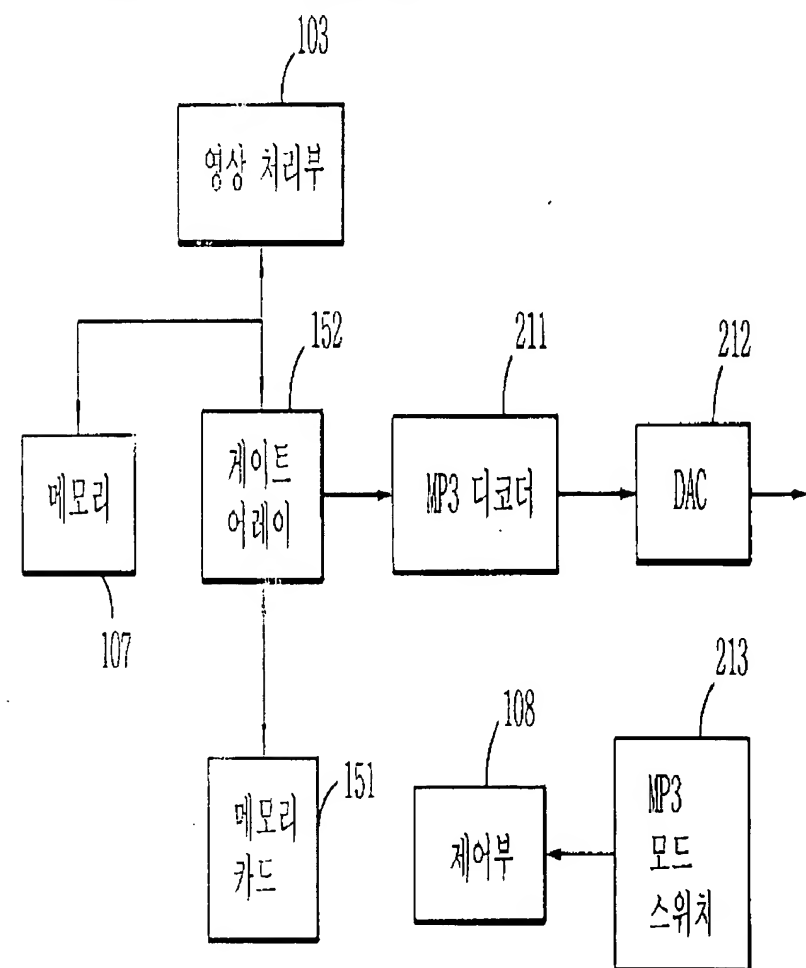 103
영상 처리부
152
211
212
게이트
어레이
메모리
MP3 디코더
DAC
107
213
108
151
메모리
카드
제어부
MP3
모드
스위치